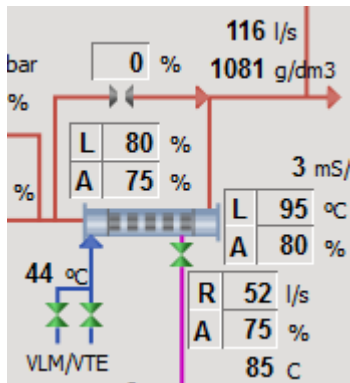 116 l/s
bar 0 % 1081 g/dm3
%
L 80 %
A 75 % 3 mS/
% L 95 ºC
A 80 %
44 ºC
R 52 l/s
A 75 %
VLM/VTE
85 C